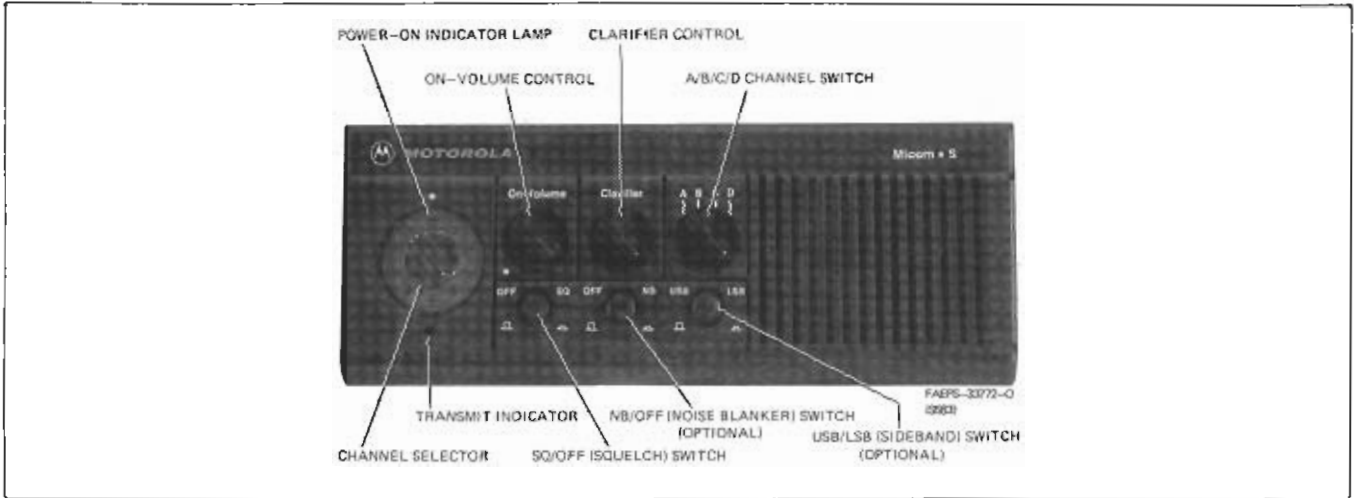 POWER-ON INDICATOR LAMP CLARIFIER CONTROL
ON-VOLUME CONTROL A/B/C/D CHANNEL SWITCH
MOTOROLA Micom • S
On-Volume Clarifier A B C D
OFF SQ OFF NB USB LSB
FAEPS-33772-O
TRANSMIT INDICATOR NB/OFF (NOISE BLANKER) SWITCH
(OPTIONAL)
USB/LSB (SIDEBAND) SWITCH
(OPTIONAL)
CHANNEL SELECTOR SQ/OFF (SQUELCH) SWITCH